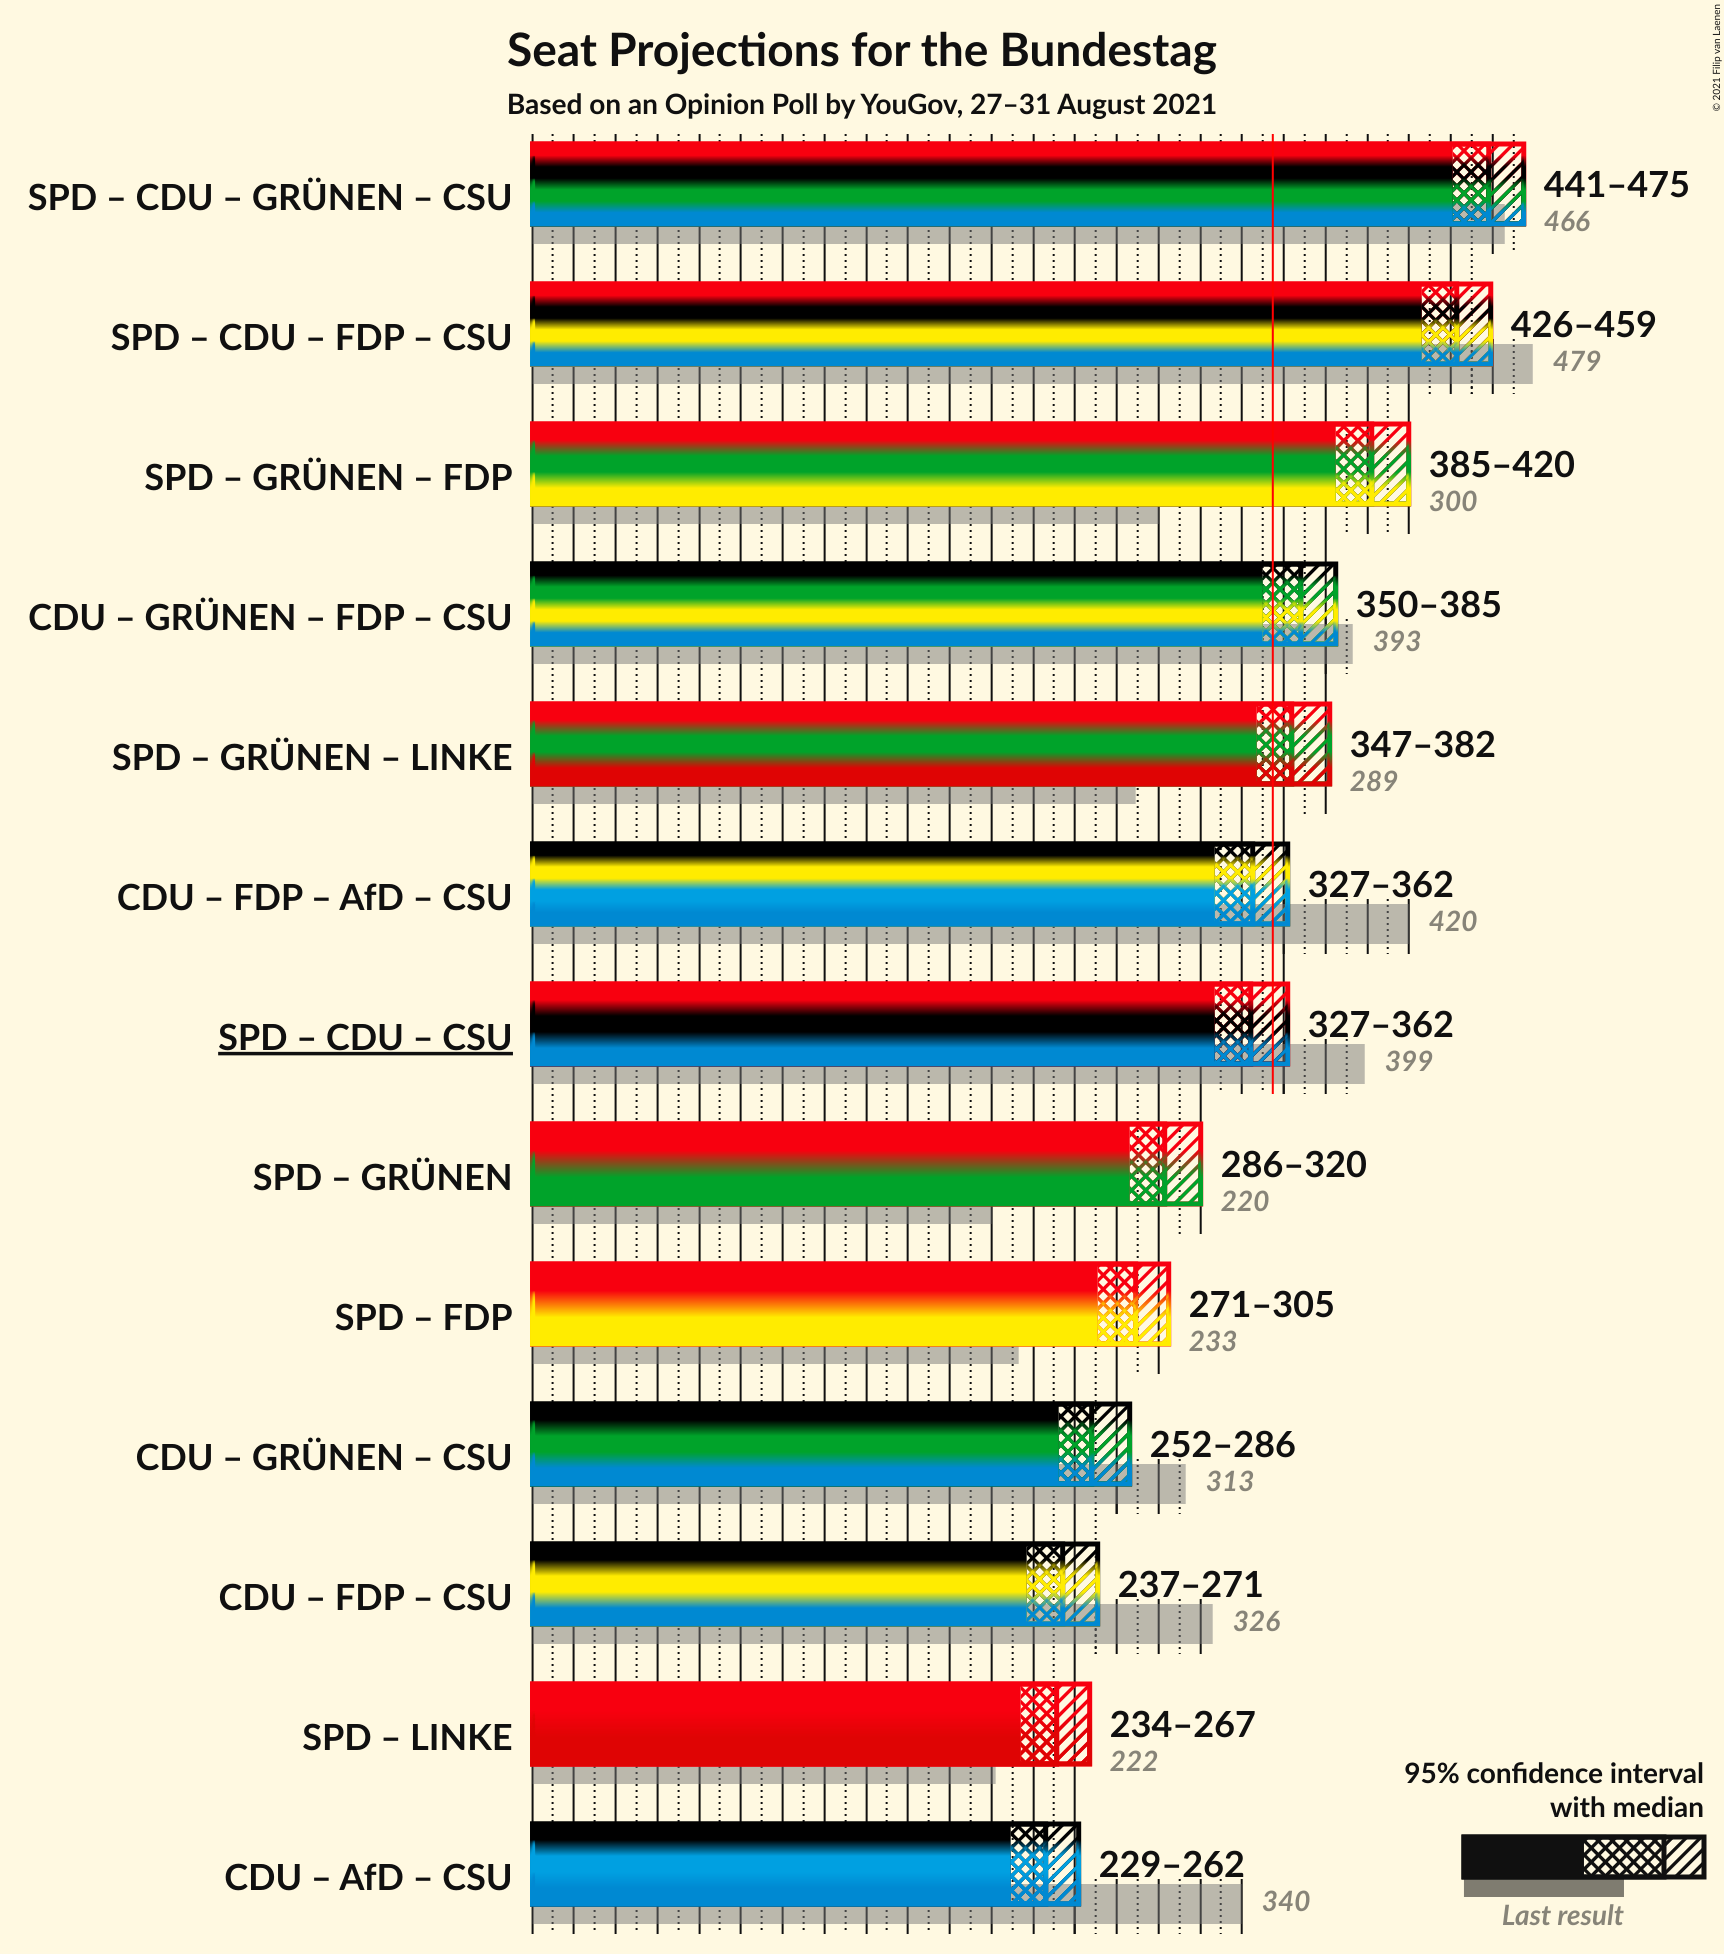 Seat Projections for the Bundestag
Based on an Opinion Poll by YouGov, 27–31 August 2021
© 2021 Filip van Laenen
SPD – CDU – GRÜNEN – CSU
441–475
466
SPD – CDU – FDP – CSU
426–459
479
SPD – GRÜNEN – FDP
385–420
300
CDU – GRÜNEN – FDP – CSU
350–385
393
SPD – GRÜNEN – LINKE
347–382
289
CDU – FDP – AfD – CSU
327–362
420
SPD – CDU – CSU
327–362
399
SPD – GRÜNEN
286–320
220
SPD – FDP
271–305
233
CDU – GRÜNEN – CSU
252–286
313
CDU – FDP – CSU
237–271
326
SPD – LINKE
234–267
222
CDU – AfD – CSU
229–262
340
95% confidence interval
with median
Last result